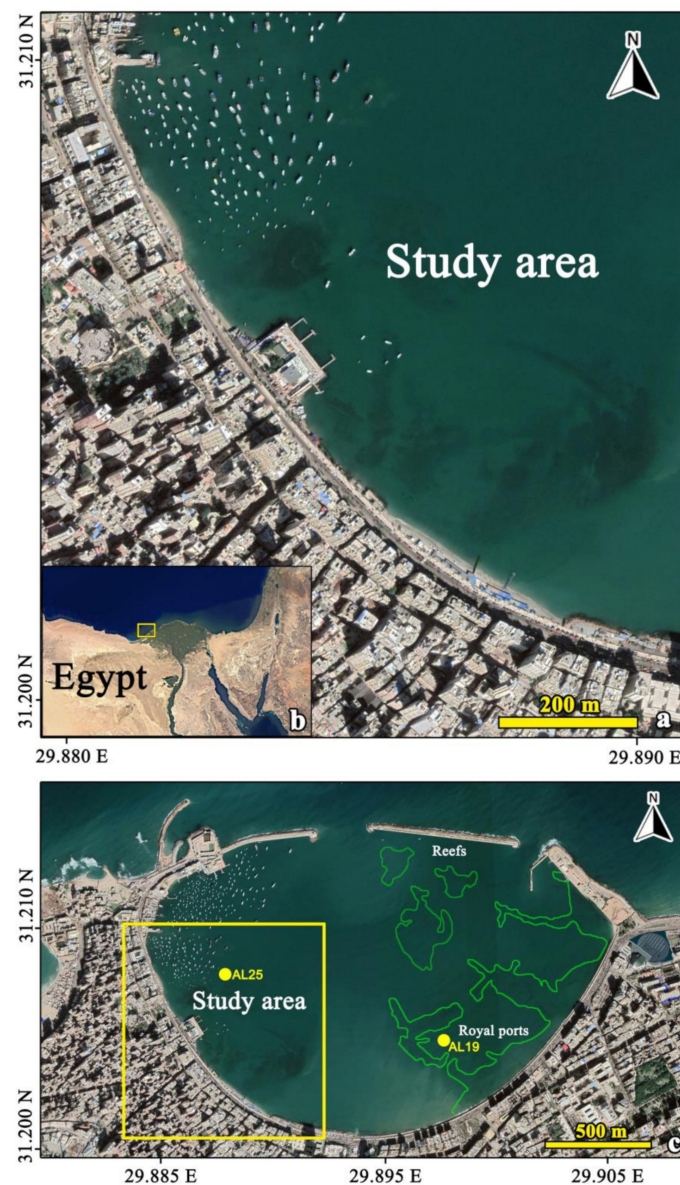 31.210 N
N
Study area
Egypt
b
31.200 N
200 m
a
29.880 E
29.890 E
N
Reefs
31.210 N
AL25
Study area
Royal ports
AL19
31.200 N
500 m
c
29.885 E
29.895 E
29.905 E